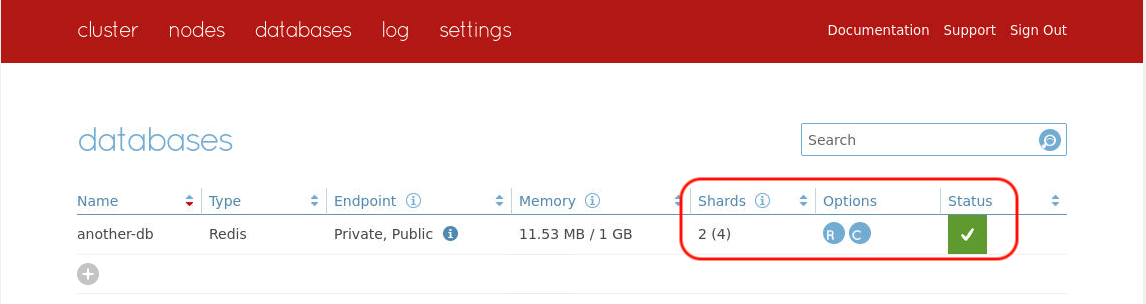 cluster nodes databases log settings Documentation Support Sign Out
databases
Search
Name Type Endpoint i Memory i Shards i Options Status
another-db Redis Private, Public i 11.53 MB / 1 GB 2 (4) R C